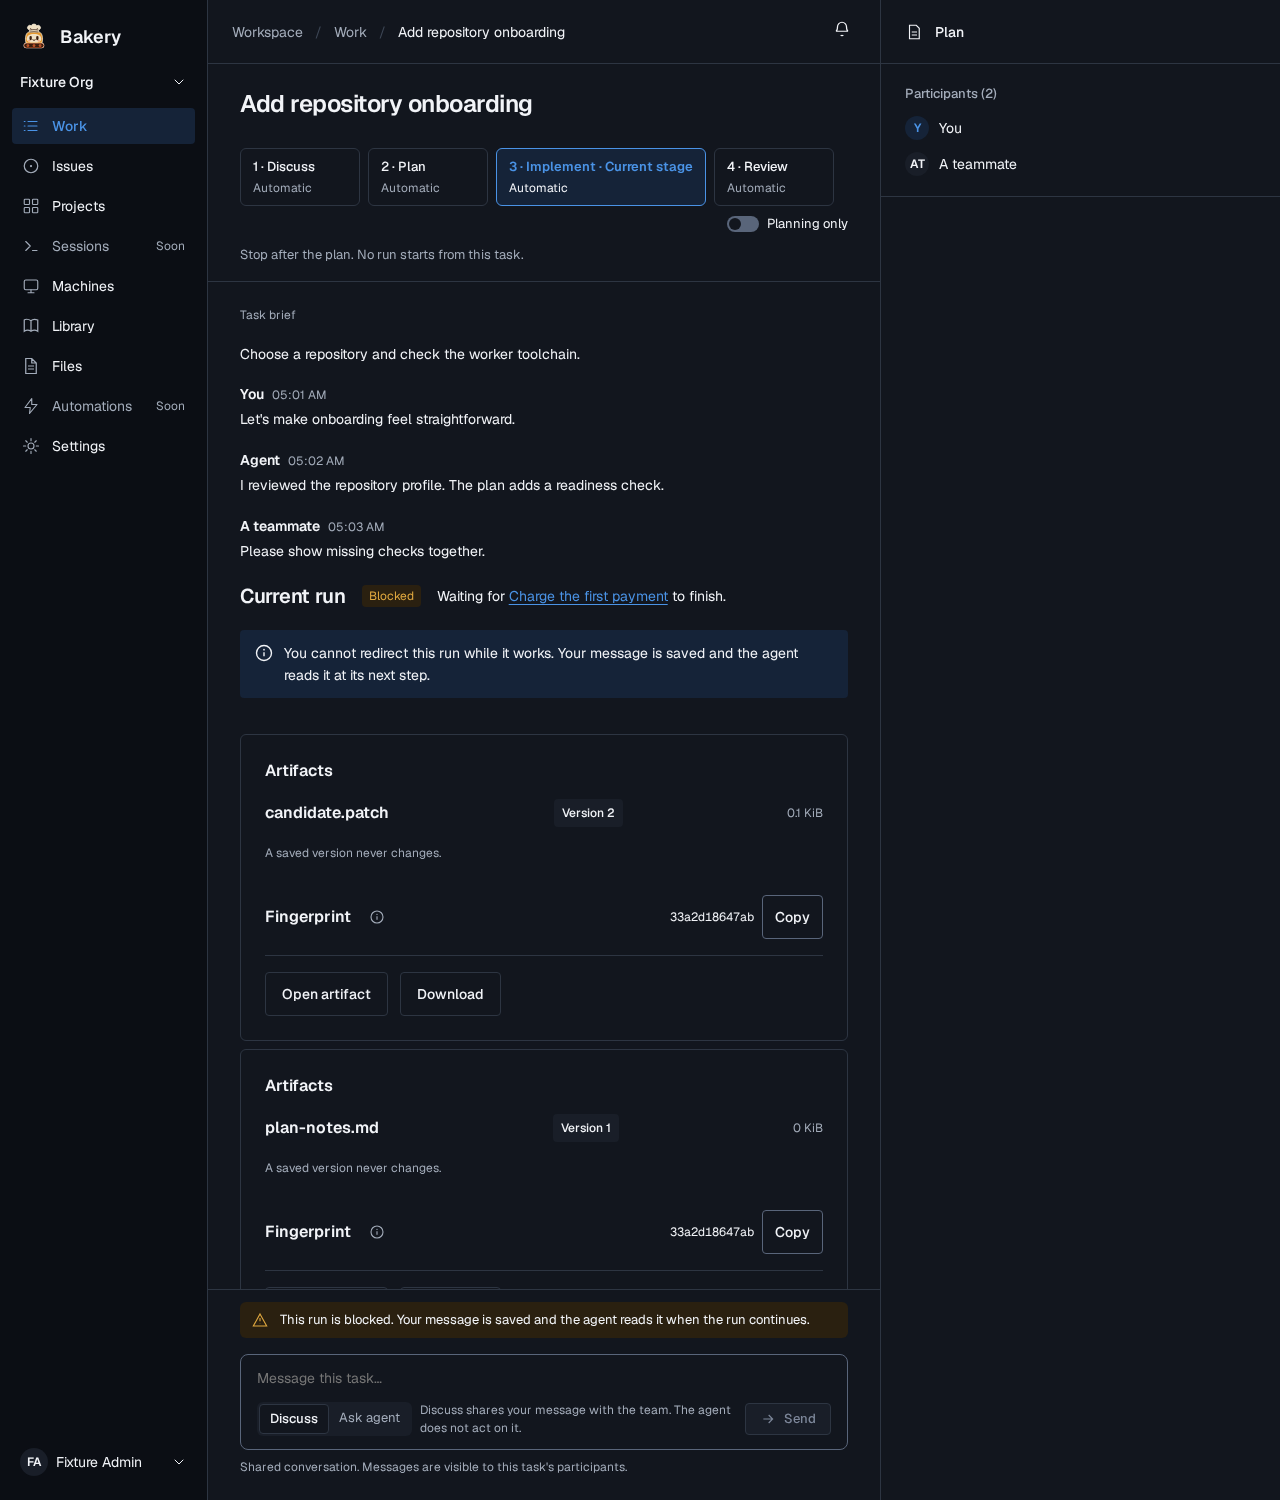 Bakery
Fixture Org
Work
Issues
Projects
Sessions Soon
Machines
Library
Files
Automations Soon
Settings
FA Fixture Admin
Workspace / Work / Add repository onboarding
Add repository onboarding
1 · Discuss
Automatic
2 · Plan
Automatic
3 · Implement · Current stage
Automatic
4 · Review
Automatic
Planning only
Stop after the plan. No run starts from this task.
Task brief
Choose a repository and check the worker toolchain.
You 05:01 AM
Let's make onboarding feel straightforward.
Agent 05:02 AM
I reviewed the repository profile. The plan adds a readiness check.
A teammate 05:03 AM
Please show missing checks together.
Current run Blocked Waiting for Charge the first payment to finish.
You cannot redirect this run while it works. Your message is saved and the agent
reads it at its next step.
Artifacts
candidate.patch Version 2 0.1 KiB
A saved version never changes.
Fingerprint 33a2d18647ab Copy
Open artifact Download
Artifacts
plan-notes.md Version 1 0 KiB
A saved version never changes.
Fingerprint 33a2d18647ab Copy
This run is blocked. Your message is saved and the agent reads it when the run continues.
Message this task...
Discuss Ask agent
Discuss shares your message with the team. The agent
does not act on it.
Send
Shared conversation. Messages are visible to this task's participants.
Plan
Participants (2)
Y You
AT A teammate